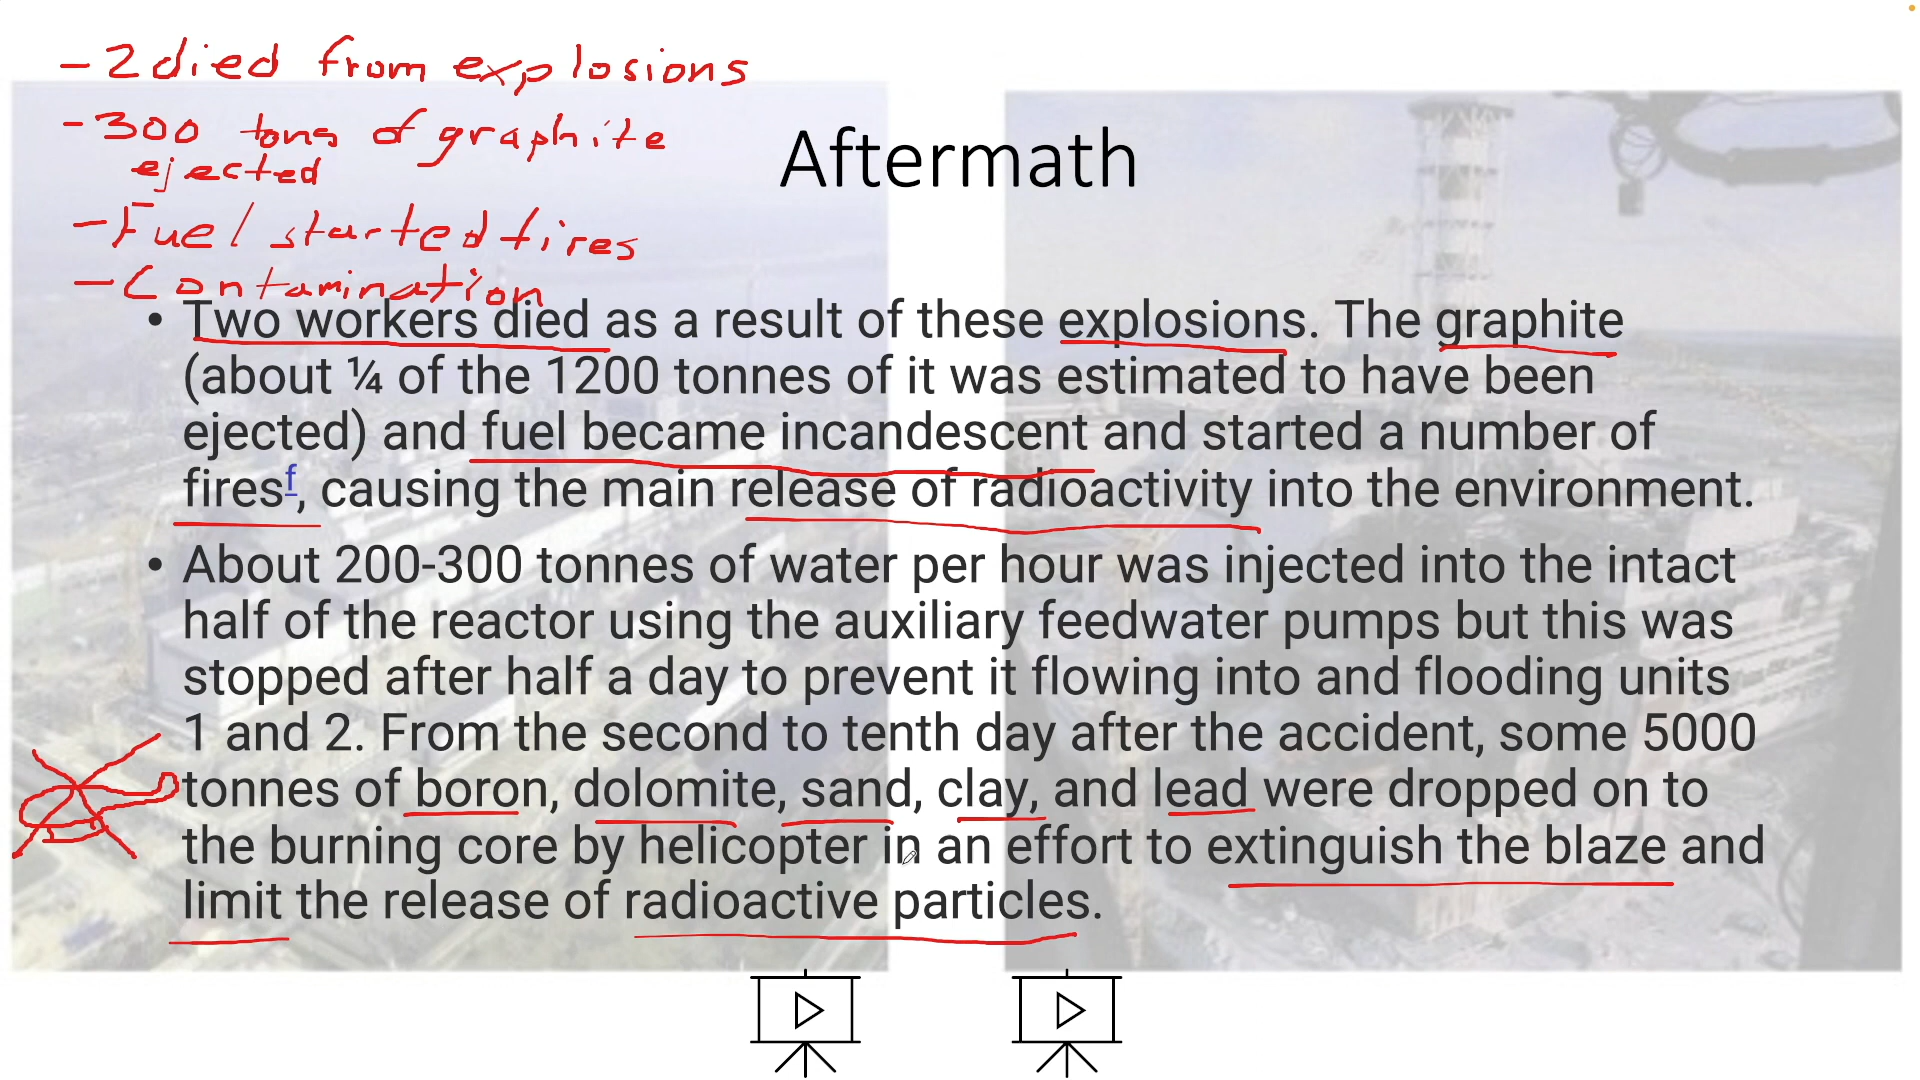 - 2 died from explosions
- 300 tons of graphite
ejected
- Fuel started fires
- Contamination
Aftermath
• Two workers died as a result of these explosions. The graphite
(about ¼ of the 1200 tonnes of it was estimated to have been
ejected) and fuel became incandescent and started a number of
fires^f, causing the main release of radioactivity into the environment.
• About 200-300 tonnes of water per hour was injected into the intact
half of the reactor using the auxiliary feedwater pumps but this was
stopped after half a day to prevent it flowing into and flooding units
1 and 2. From the second to tenth day after the accident, some 5000
tonnes of boron, dolomite, sand, clay, and lead were dropped on to
the burning core by helicopter in an effort to extinguish the blaze and
limit the release of radioactive particles.